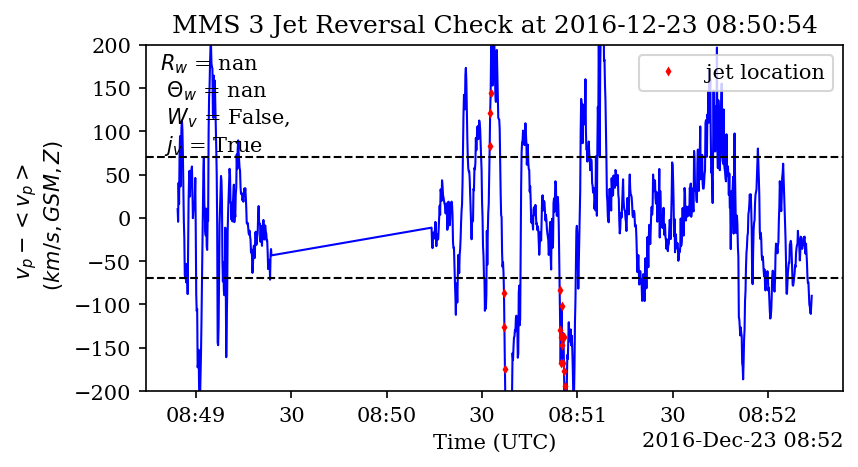 MMS 3 Jet Reversal Check at 2016-12-23 08:50:54
R_w = nan
Θ_w = nan
W_v = False,
j_v = True
jet location
200
150
100
50
0
−50
−100
−150
−200
v_p − < v_p >
(km/s, GSM, Z)
08:49 30 08:50 30 08:51 30 08:52
Time (UTC)
2016-Dec-23 08:52